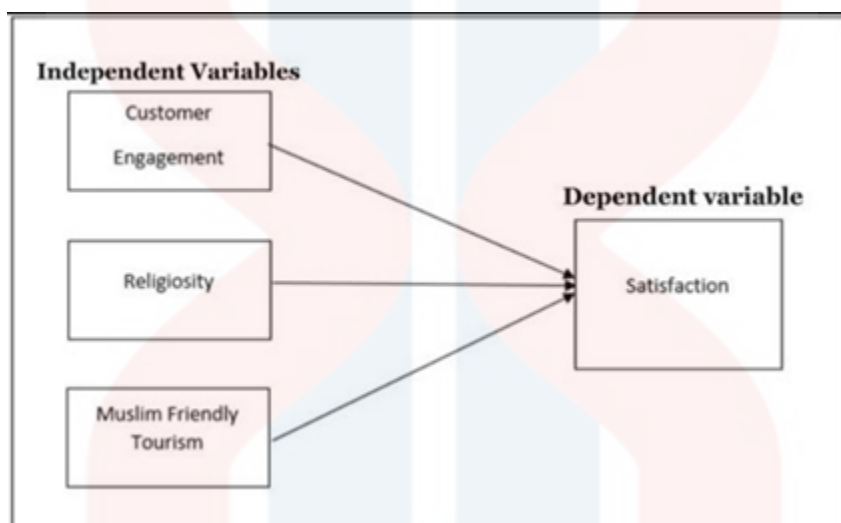 Independent Variables
Customer
Engagement
Religiosity
Muslim Friendly
Tourism
Dependent variable
Satisfaction